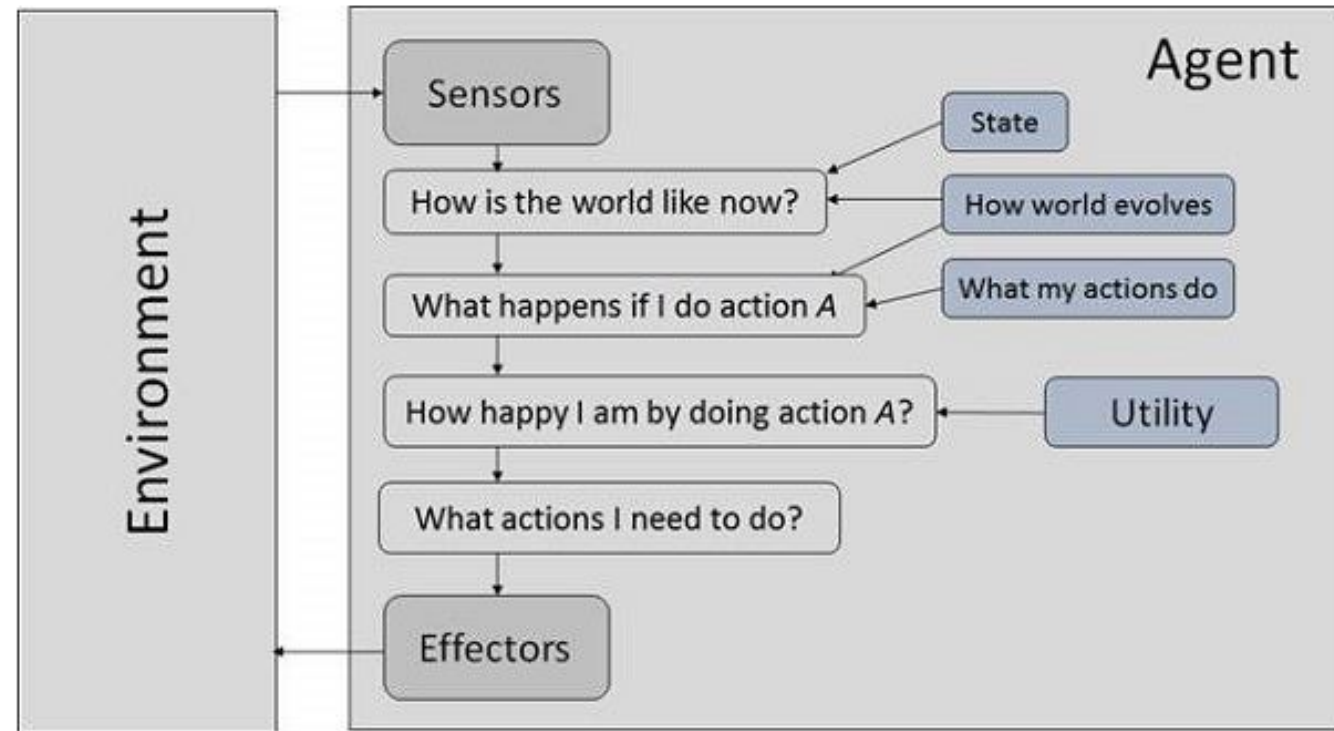 Agent
Environment
Sensors
State
How is the world like now?
How world evolves
What happens if I do action A
What my actions do
How happy I am by doing action A?
Utility
What actions I need to do?
Effectors